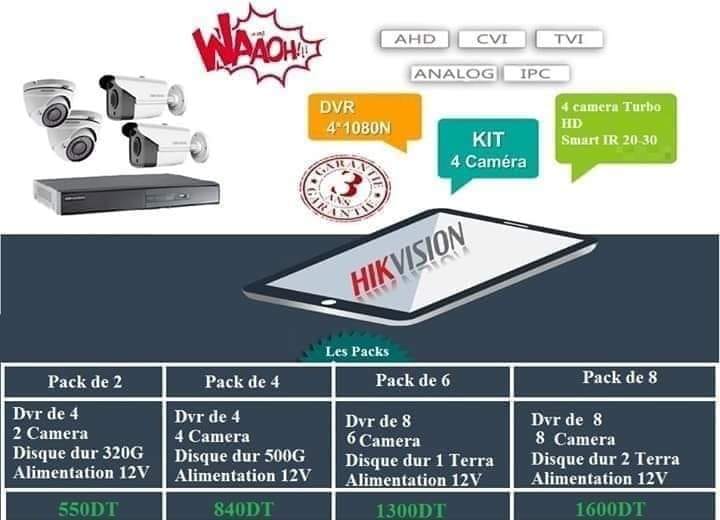 WAAOH!!!
AHD CVI TVI
ANALOG IPC
DVR
4*1080N
KIT
4 Caméra
4 camera Turbo
HD
Smart IR 20-30
GARANTIE
3
ANS
GARANTIE
HIKVISION
Les Packs
Pack de 2
Dvr de 4
2 Camera
Disque dur 320G
Alimentation 12V
550DT
Pack de 4
Dvr de 4
4 Camera
Disque dur 500G
Alimentation 12V
840DT
Pack de 6
Dvr de 8
6 Camera
Disque dur 1 Terra
Alimentation 12V
1300DT
Pack de 8
Dvr de 8
8 Camera
Disque dur 2 Terra
Alimentation 12V
1600DT